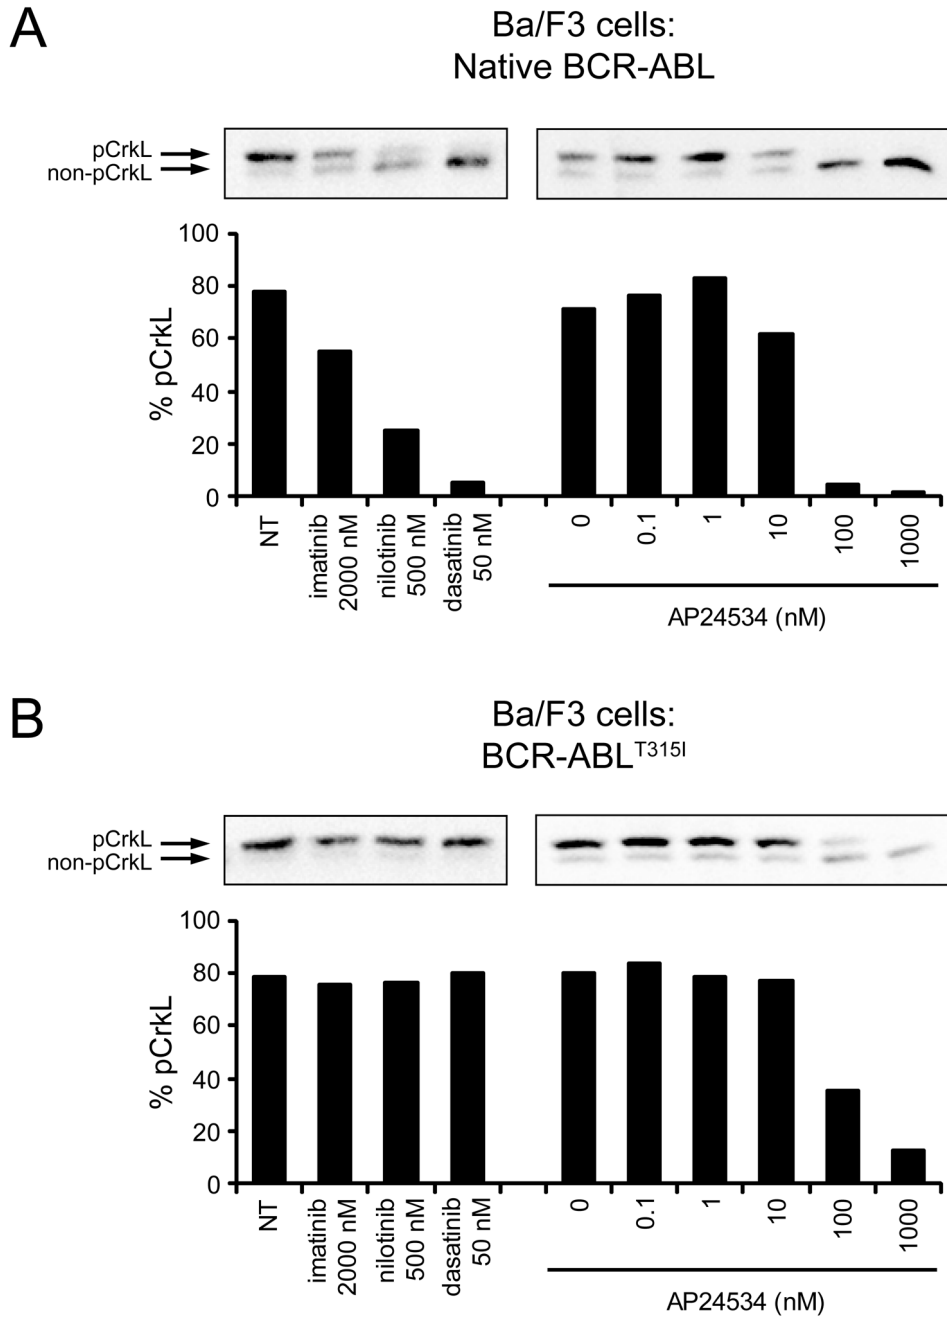 A
Ba/F3 cells:
Native BCR-ABL
pCrkL
non-pCrkL
% pCrkL
100
80
60
40
20
0
NT
imatinib
2000 nM
nilotinib
500 nM
dasatinib
50 nM
0
0.1
1
10
100
1000
AP24534 (nM)
B
Ba/F3 cells:
BCR-ABLT315I
pCrkL
non-pCrkL
% pCrkL
100
80
60
40
20
0
NT
imatinib
2000 nM
nilotinib
500 nM
dasatinib
50 nM
0
0.1
1
10
100
1000
AP24534 (nM)